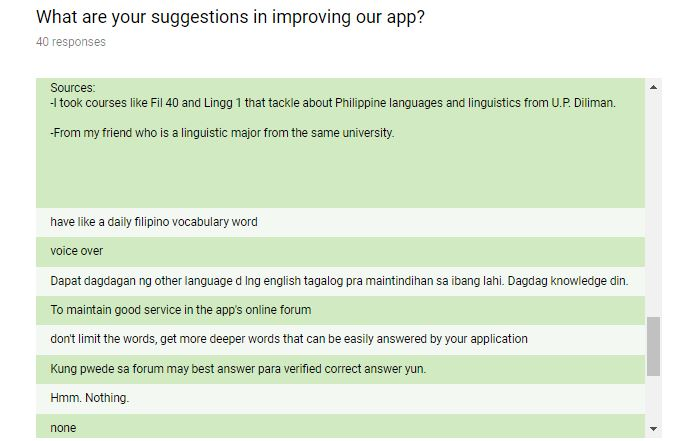 What are your suggestions in improving our app?
40 responses
Sources:
-I took courses like Fil 40 and Lingg 1 that tackle about Philippine languages and linguistics from U.P. Diliman.
-From my friend who is a linguistic major from the same university.
have like a daily filipino vocabulary word
voice over
Dapat dagdagan ng other language d lng english tagalog pra maintindihan sa ibang lahi. Dagdag knowledge din.
To maintain good service in the app's online forum
don't limit the words, get more deeper words that can be easily answered by your application
Kung pwede sa forum may best answer para verified correct answer yun.
Hmm. Nothing.
none